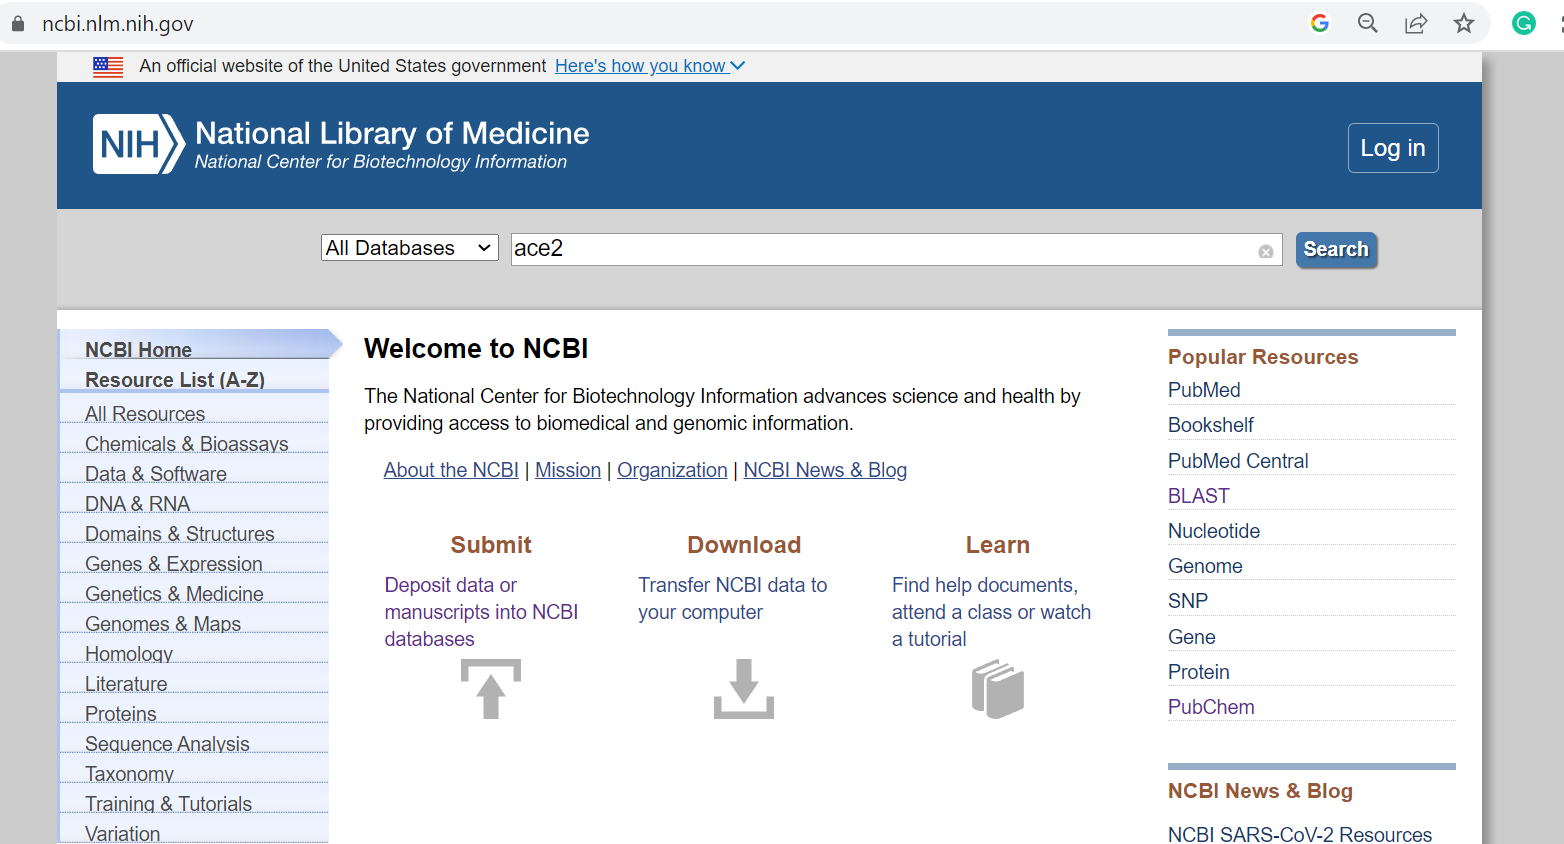 ncbi.nlm.nih.gov
An official website of the United States government Here's how you know
NIH National Library of Medicine
National Center for Biotechnology Information
Log in
All Databases
ace2
Search
NCBI Home
Resource List (A-Z)
All Resources
Chemicals & Bioassays
Data & Software
DNA & RNA
Domains & Structures
Genes & Expression
Genetics & Medicine
Genomes & Maps
Homology
Literature
Proteins
Sequence Analysis
Taxonomy
Training & Tutorials
Variation
Welcome to NCBI
The National Center for Biotechnology Information advances science and health by
providing access to biomedical and genomic information.
About the NCBI | Mission | Organization | NCBI News & Blog
Submit
Deposit data or
manuscripts into NCBI
databases
Download
Transfer NCBI data to
your computer
Learn
Find help documents,
attend a class or watch
a tutorial
Popular Resources
PubMed
Bookshelf
PubMed Central
BLAST
Nucleotide
Genome
SNP
Gene
Protein
PubChem
NCBI News & Blog
NCBI SARS-CoV-2 Resources